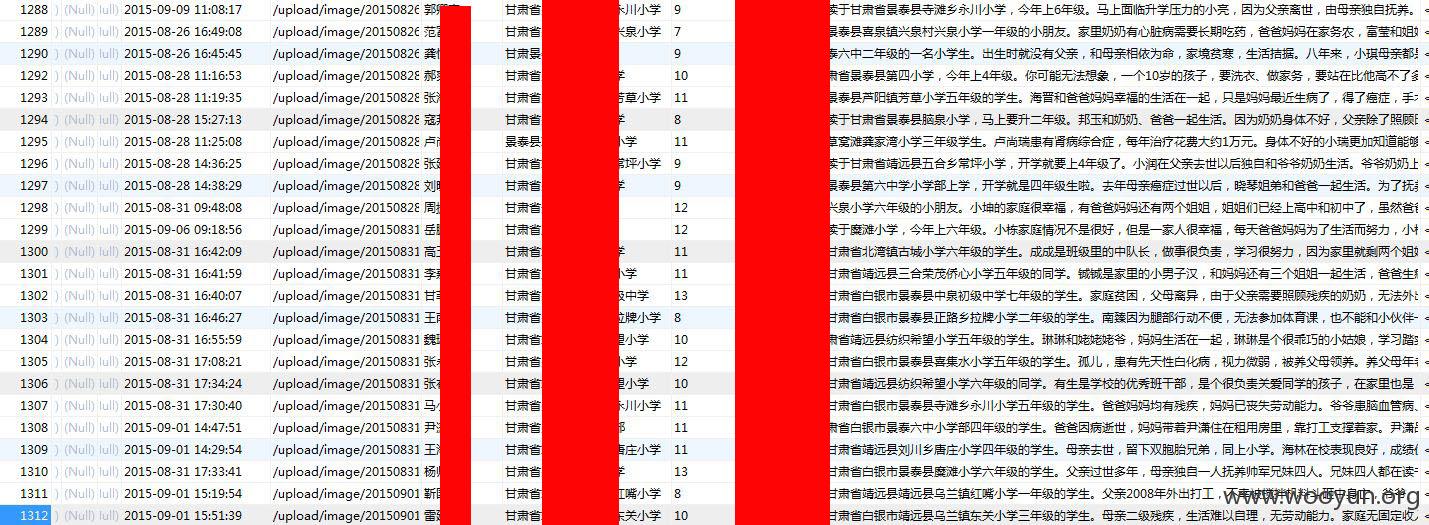 1288 ) (Null) ull) 2015-09-09 11:08:17 /upload/image/20150826 郭 甘肃省 永川小学 9 读于甘肃省景泰县寺滩乡永川小学，今年上6年级。马上面临升学压力的小亮，因为父亲离世，由母亲独自抚养。
1289 ) (Null) ull) 2015-08-26 16:49:08 /upload/image/20150826 范 甘肃省 兴泉小学 7 景泰县喜泉镇兴泉村兴泉小学一年级的小朋友。家里奶奶有心脏病需要长期吃药，爸爸妈妈在家务农，富莹和姐
1290 ) (Null) ull) 2015-08-26 16:45:45 /upload/image/20150826 龚 甘肃景 9 泰六中二年级的一名小学生。出生时就没有父亲，和母亲相依为命，家境贫寒，生活拮据。八年来，小琪母亲都
1292 ) (Null) ull) 2015-08-28 11:16:53 /upload/image/20150828 郝 甘肃省 学 10 肃省景泰县第四小学，今年上4年级。你可能无法想象，一个10岁的孩子，要洗衣、做家务，要站在比他高不了
1293 ) (Null) ull) 2015-08-28 11:19:35 /upload/image/20150828 张 甘肃省 芳草小学 11 景泰县芦阳镇芳草小学五年级的学生。海晋和爸爸妈妈幸福的生活在一起，只是妈妈最近生病了，得了癌症，手
1294 ) (Null) ull) 2015-08-28 15:27:13 /upload/image/20150828 寇 甘肃省 学 8 读于甘肃省景泰县脑泉小学，马上要升二年级。邦玉和奶奶、爸爸一起生活。因为奶奶身体不好，父亲除了照顾
1295 ) (Null) ull) 2015-08-28 11:25:08 /upload/image/20150828 卢 景泰县 小学 11 草窝滩龚家湾小学三年级学生。卢尚瑞患有肾病综合症，每年治疗花费大约1万元。身体不好的小瑞更加知道能
1296 ) (Null) ull) 2015-08-28 14:36:25 /upload/image/20150828 张 甘肃省 常坪小学 9 读于甘肃省靖远县五合乡常坪小学，开学就要上4年级了。小润在父亲去世以后独自和爷爷奶奶生活。爷爷奶奶上
1297 ) (Null) ull) 2015-08-28 14:38:29 /upload/image/20150828 刘 甘肃省 学 9 景泰县第六中学小学部上学，开学就是四年级生啦。去年母亲癌症过世以后，晓琴姐弟和爸爸一起生活。为了抚
1298 ) (Null) ull) 2015-08-31 09:48:08 /upload/image/20150828 周 甘肃省 12 兴泉小学六年级的小朋友。小坤的家庭很幸福，有爸爸妈妈还有两个姐姐，姐姐们已经上高中和初中了，虽然爸
1299 ) (Null) ull) 2015-09-06 09:18:56 /upload/image/20150828 岳 甘肃省 12 读于糜滩小学，今年上六年级。小栋家庭情况不是很好，但是一家人很幸福，每天爸爸妈妈为了生活而努力，小
1300 ) (Null) ull) 2015-08-31 16:42:09 /upload/image/20150831 高 甘肃省 学 11 甘肃省北湾镇古城小学六年级的学生。成成是班级里的中队长，做事很负责，学习很努力，因为家里就剩两个姐
1301 ) (Null) ull) 2015-08-31 16:41:59 /upload/image/20150831 李 甘肃省 小学 11 甘肃省靖远县三合荣茂侨心小学五年级的同学。铖铖是家里的小男子汉，和妈妈还有三个姐姐一起生活，爸爸生
1302 ) (Null) ull) 2015-08-31 16:40:07 /upload/image/20150831 甘 甘肃省 级中学 13 甘肃省白银市景泰县中泉初级中学七年级的学生。家庭贫困，父母离异，由于父亲需要照顾残疾的奶奶，无法外
1303 ) (Null) ull) 2015-08-31 16:46:27 /upload/image/20150831 王 甘肃省 拉牌小学 8 甘肃省白银市景泰县正路乡拉牌小学二年级的学生。南臻因为腿部行动不便，无法参加体育课，也不能和小伙伴
1304 ) (Null) ull) 2015-08-31 16:55:59 /upload/image/20150831 魏 甘肃省 望小学 10 甘肃省靖远县纺织希望小学五年级的学生。琳琳和姥姥姥爷，妈妈生活在一起，琳琳是个很乖巧的小姑娘，学习踏
1305 ) (Null) ull) 2015-08-31 17:08:21 /upload/image/20150831 张 甘肃省 小学 12 甘肃省白银市景泰县喜集水小学五年级的学生。孤儿，患有先天性白化病，视力微弱，被养父母领养。养父母年
1306 ) (Null) ull) 2015-08-31 17:34:24 /upload/image/20150831 张 甘肃省 望小学 10 甘肃省靖远县纺织希望小学六年级的同学。有生是学校的优秀班干部，是个很负责关爱同学的孩子，在家里也是
1307 ) (Null) ull) 2015-08-31 17:30:40 /upload/image/20150831 马 甘肃省 永川小学 11 甘肃省白银市景泰县寺滩乡永川小学五年级的学生。爸爸妈妈均有残疾，妈妈已丧失劳动能力。爷爷患脑血管病、
1308 ) (Null) ull) 2015-09-01 14:47:51 /upload/image/20150831 尹 甘肃省 部 11 肃省白银市景泰六中小学部四年级的学生。爸爸因病逝世，妈妈带着尹潇住在租用房里，靠打工支撑着家。尹潇
1309 ) (Null) ull) 2015-09-01 14:29:54 /upload/image/20150831 王 甘肃省 唐庄小学 11 甘肃省靖远县刘川乡唐庄小学四年级的学生。母亲去世，留下双胞胎兄弟，同上小学。海林在校表现良好，成绩
1310 ) (Null) ull) 2015-08-31 17:33:41 /upload/image/20150831 杨 甘肃省 学 13 甘肃省靖远县糜滩小学六年级的学生。父亲过世多年，母亲独自一人抚养帅军兄妹四人。兄妹四人都在读
1311 ) (Null) ull) 2015-09-01 15:19:54 /upload/image/20150901 靳 甘肃省 红嘴小学 8 甘肃省靖远县靖远县乌兰镇红嘴小学一年级的学生。父亲2008年外出打工，
1312 ) (Null) ull) 2015-09-01 15:51:39 /upload/image/20150901 雷 甘肃省 东关小学 10 肃省白银市靖远县乌兰镇东关小学三年级的学生。母亲二级残疾，生活难以自理，无劳动能力。家庭无固定收
www.wooyun.org